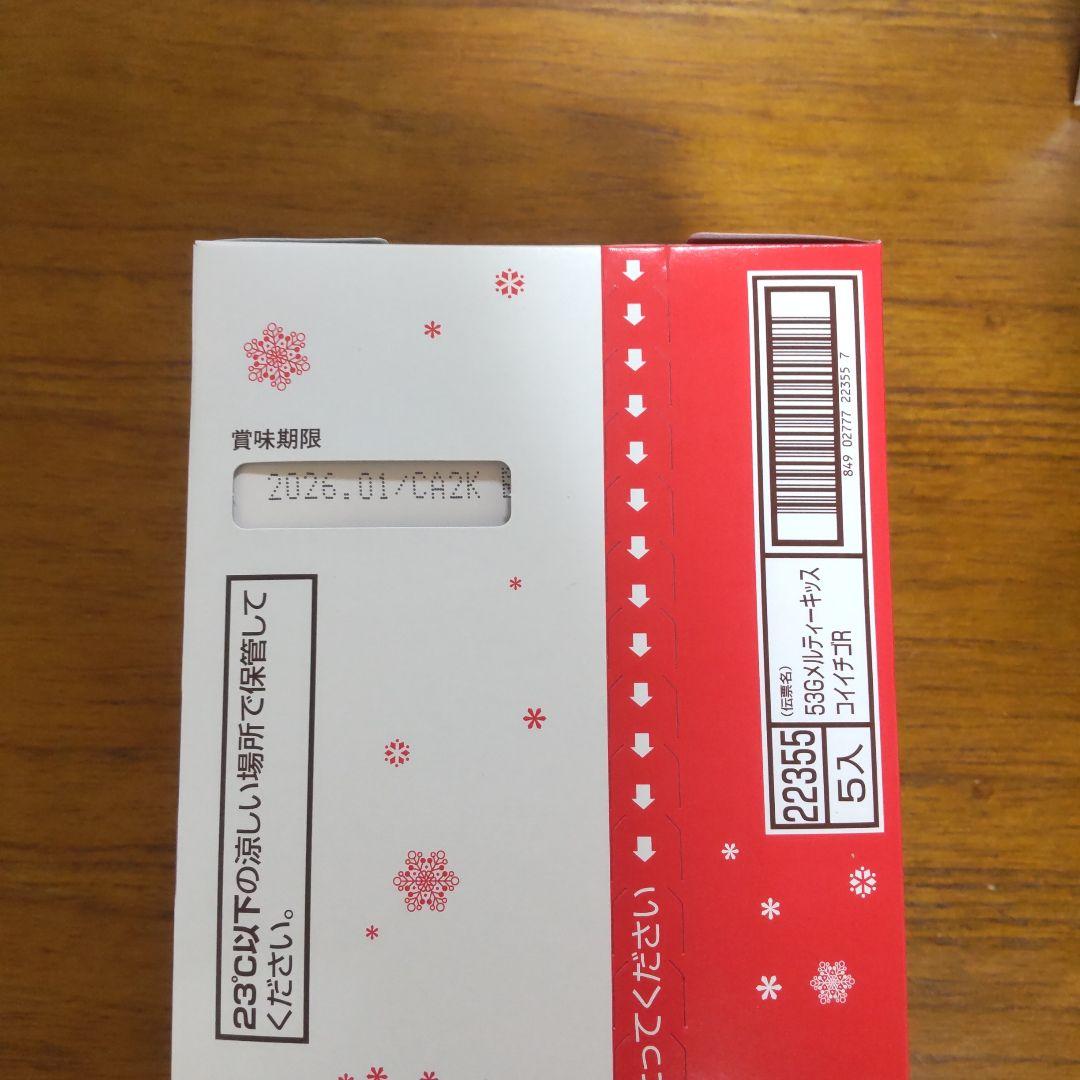 賞味期限
2026.01/CA2K
23℃以下の涼しい場所で保管して
ください。
てください
849 02777 22355 7
(伝票名)
53Gメルティーキッス
コイイチゴR
22355
5入